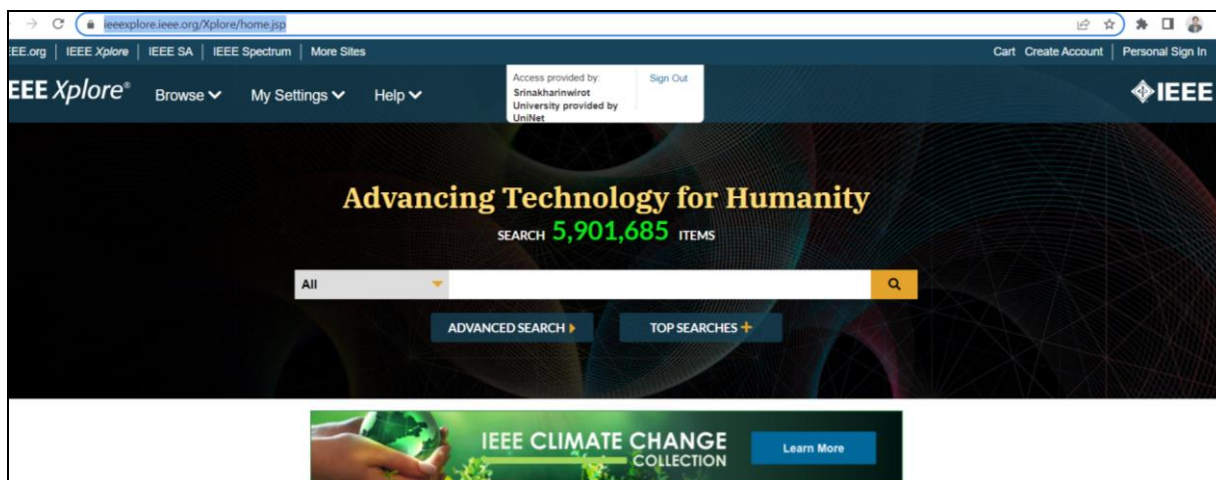 ieeexplore.ieee.org/Xplore/home.jsp
EE.org | IEEE Xplore | IEEE SA | IEEE Spectrum | More Sites
Cart Create Account | Personal Sign In
EEE Xplore®
Browse
My Settings
Help
Access provided by:
Srinakharinwirot
University provided by
UniNet
Sign Out
IEEE
Advancing Technology for Humanity
SEARCH 5,901,685 ITEMS
All
ADVANCED SEARCH
TOP SEARCHES +
IEEE CLIMATE CHANGE
COLLECTION
Learn More